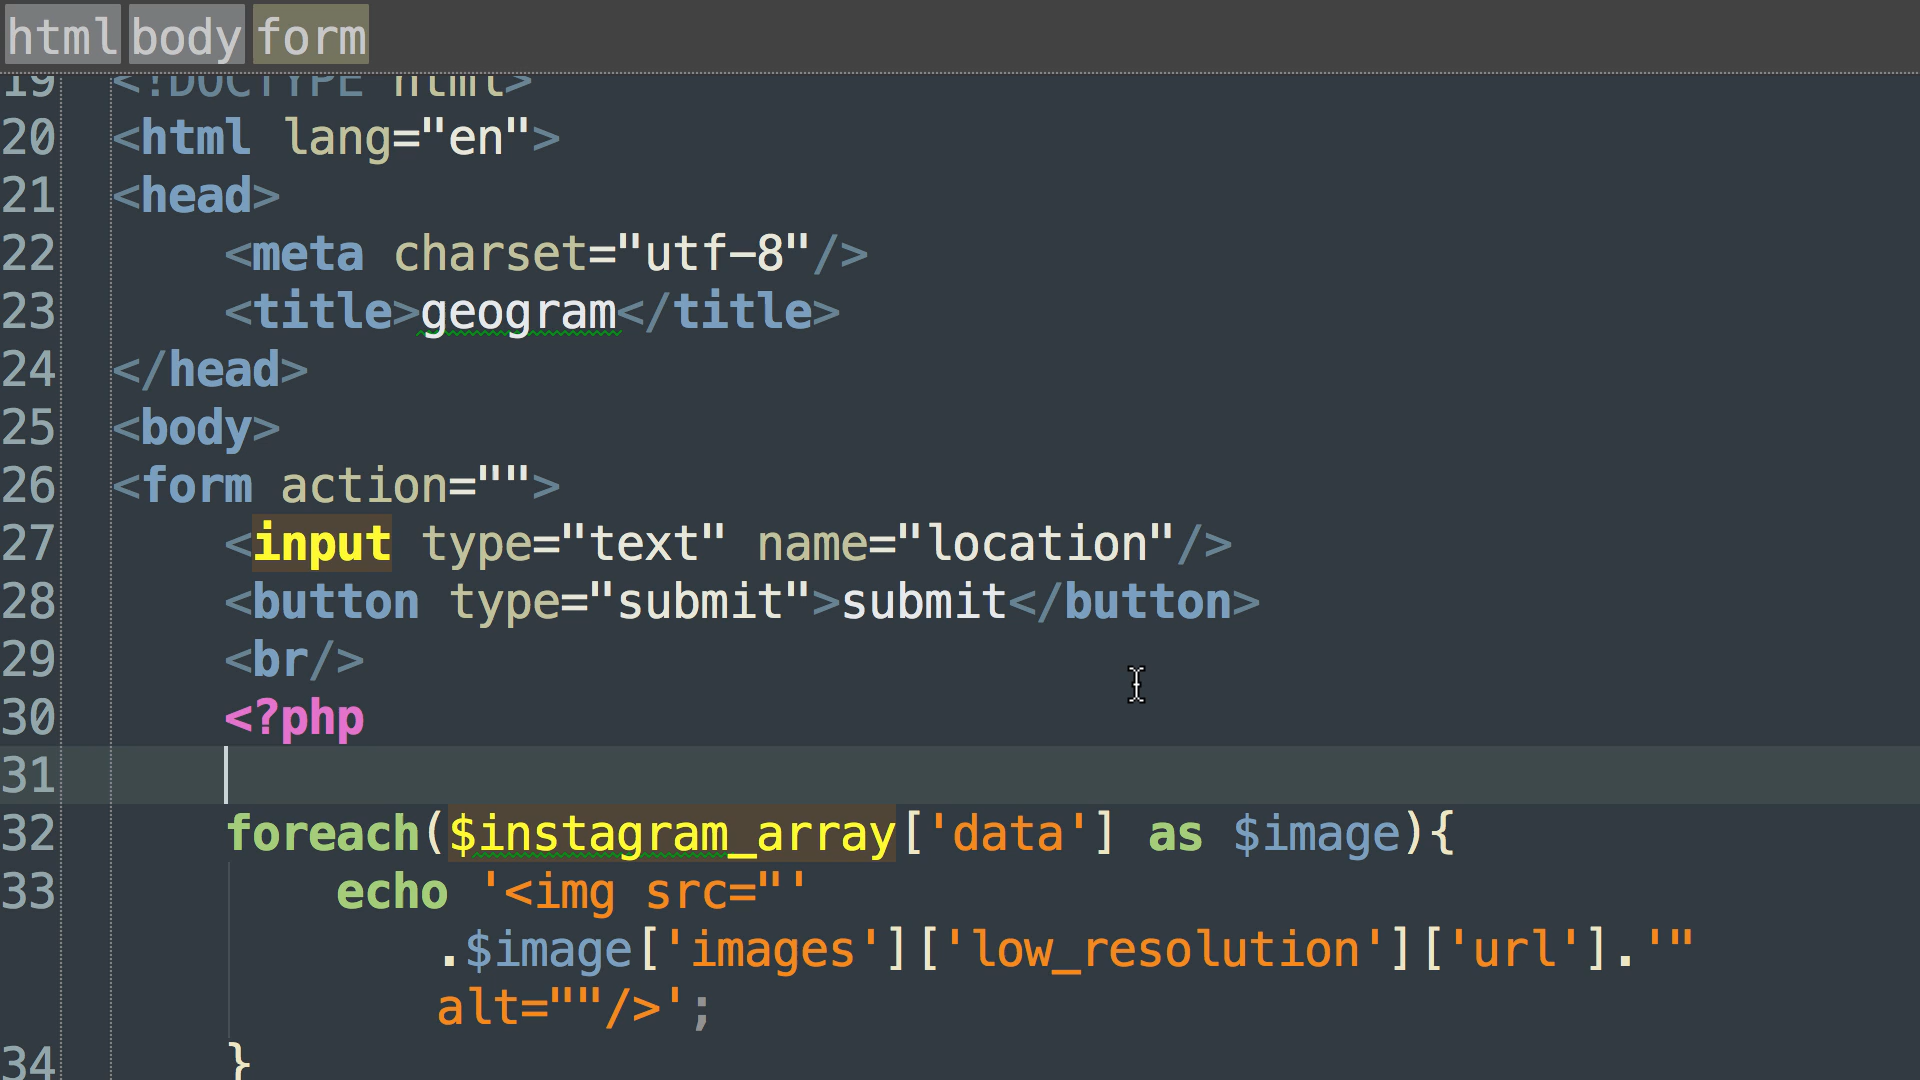 html body form
19 <!DOCTYPE html>
20 <html lang="en">
21 <head>
22 <meta charset="utf-8"/>
23 <title>geogram</title>
24 </head>
25 <body>
26 <form action="">
27 <input type="text" name="location"/>
28 <button type="submit">submit</button>
29 <br/>
30 <?php
31
32 foreach($instagram_array['data'] as $image){
33 echo '<img src="'
.$image['images']['low_resolution']['url'].'"
alt=""/>';
34 }